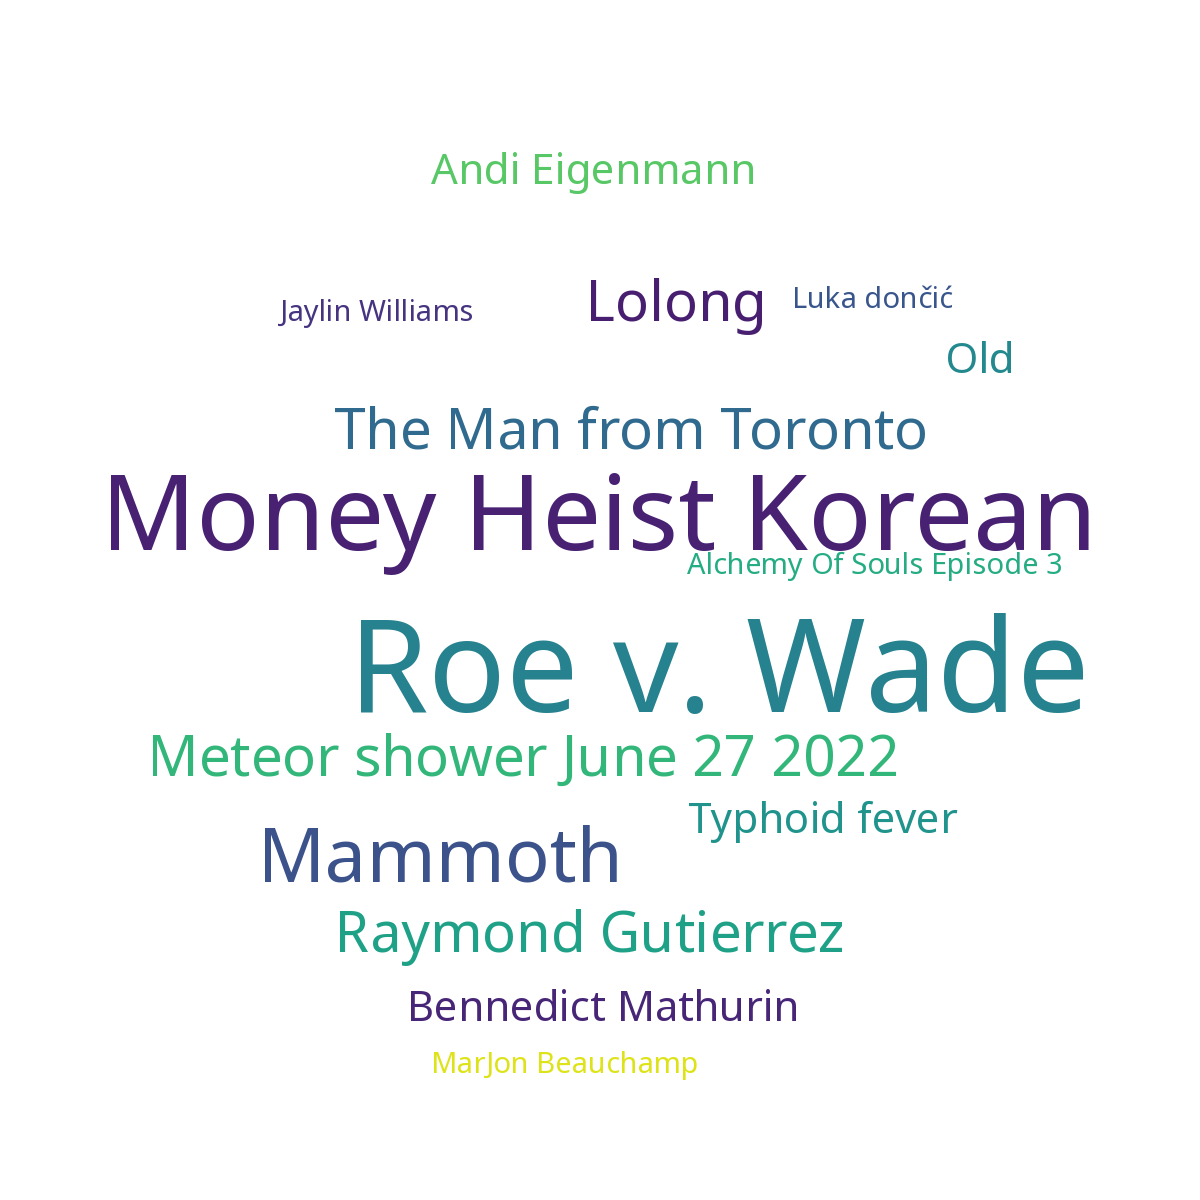 Andi Eigenmann
Lolong
Luka dončić
Jaylin Williams
Old
The Man from Toronto
Money Heist Korean
Alchemy Of Souls Episode 3
Roe v. Wade
Meteor shower June 27 2022
Typhoid fever
Mammoth
Raymond Gutierrez
Bennedict Mathurin
MarJon Beauchamp